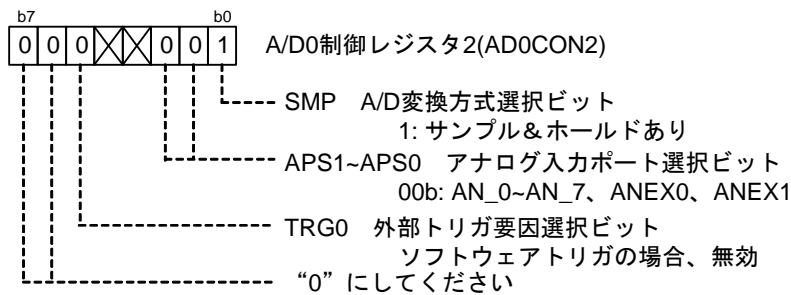 b7 b0
0 0 0 0 0 1 A/D0制御レジスタ2(AD0CON2)
SMP A/D変換方式選択ビット
1: サンプル＆ホールドあり
APS1~APS0 アナログ入力ポート選択ビット
00b: AN_0~AN_7、ANEX0、ANEX1
TRG0 外部トリガ要因選択ビット
ソフトウェアトリガの場合、無効
“0”にしてください